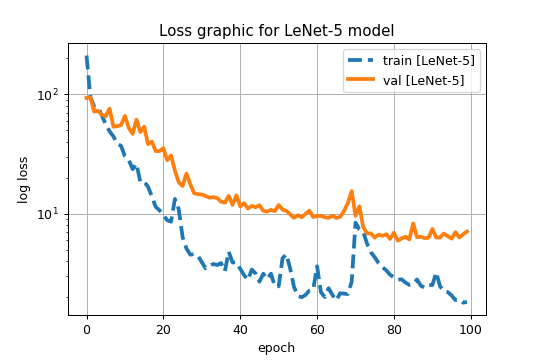 Loss graphic for LeNet-5 model
train [LeNet-5]
val [LeNet-5]
10²
10¹
log loss
0 20 40 60 80 100
epoch